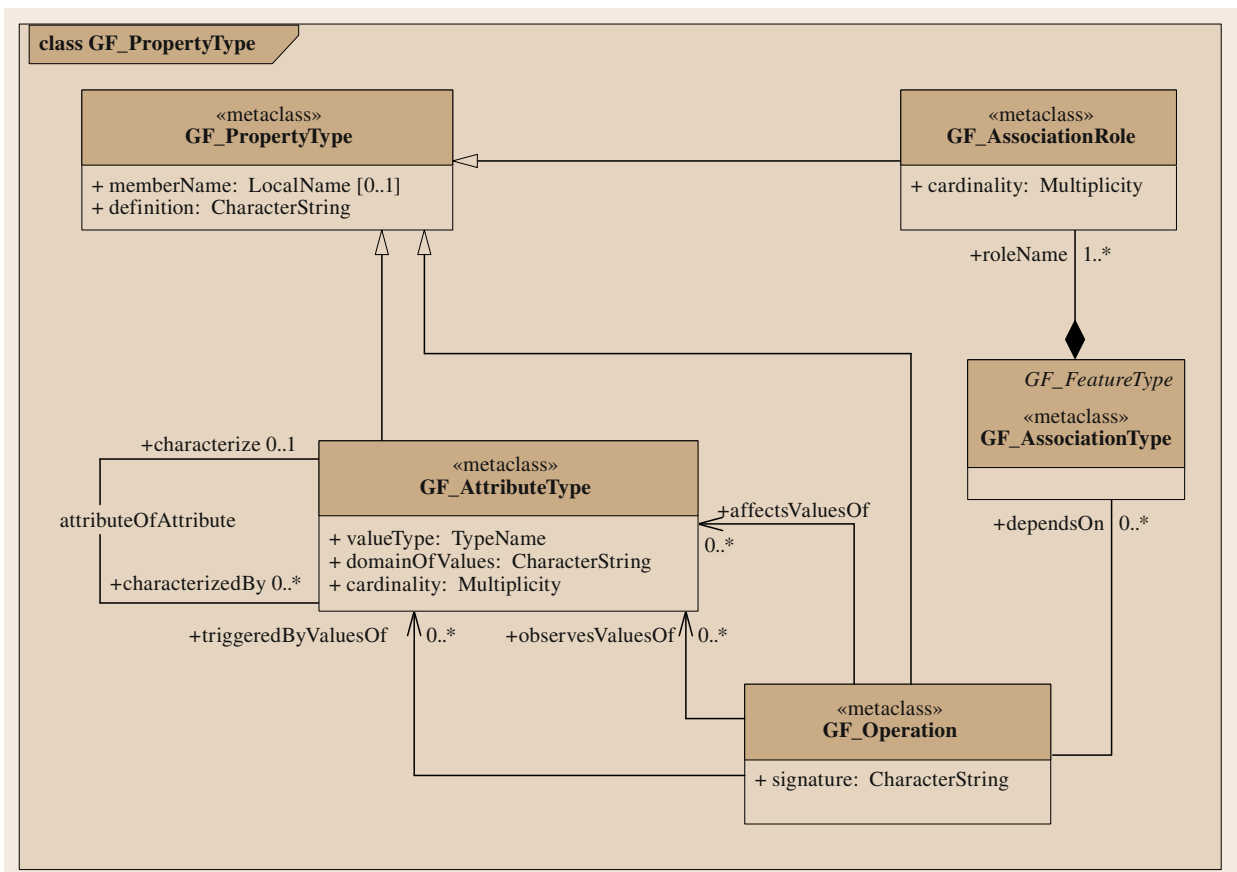 class GF_PropertyType
«metaclass»
GF_PropertyType
+ memberName: LocalName [0..1]
+ definition: CharacterString
«metaclass»
GF_AssociationRole
+ cardinality: Multiplicity
+roleName 1..*
GF_FeatureType
«metaclass»
GF_AssociationType
+characterize 0..1
attributeOfAttribute
+characterizedBy 0..*
«metaclass»
GF_AttributeType
+ valueType: TypeName
+ domainOfValues: CharacterString
+ cardinality: Multiplicity
+affectsValuesOf
0..*
+dependsOn 0..*
+triggeredByValuesOf 0..*
+observesValuesOf 0..*
«metaclass»
GF_Operation
+ signature: CharacterString